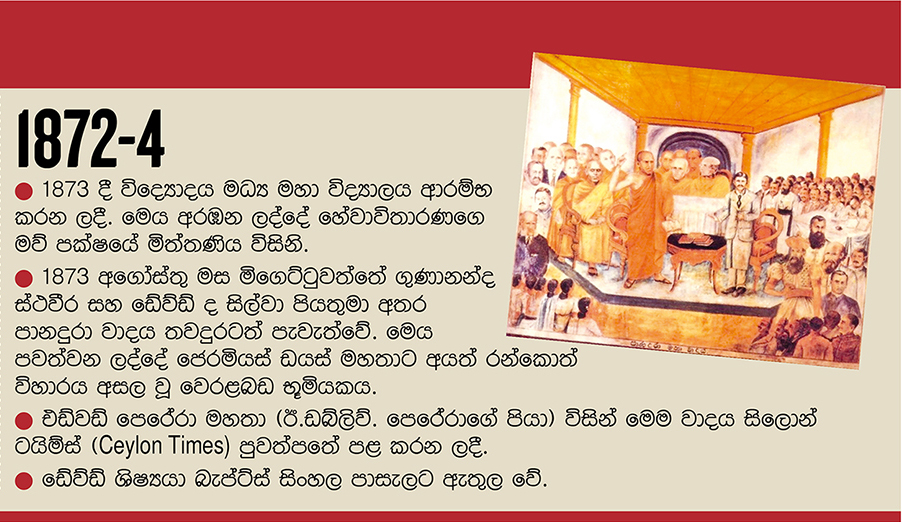 1872-4
● 1873 දී විද්‍යෝදය මධ්‍ය මහා විද්‍යාලය ආරම්භ
කරන ලදී. මෙය අරඹන ලද්දේ හේවාවිතාරණගෙ
මව් පක්ෂයේ මිත්තණිය විසිනි.
● 1873 අගෝස්තු මස මිගෙට්ටුවත්තේ ගුණානන්ද
ස්ථවීර සහ ඩේව්ඩ් ද සිල්වා පියතුමා අතර
පානදුරා වාදය තවදුරටත් පැවැත්වේ. මෙය
පවත්වන ලද්දේ ජෙරමියස් ඩයස් මහතාට අයත් රන්කොත්
විහාරය අසල වූ වෙරළබඩ භූමියකය.
● එඩ්වඩ් පෙරේරා මහතා (ඊ.ඩබ්ලිව්. පෙරේරාගේ පියා) විසින් මෙම වාදය සිලොන්
ටයිම්ස් (Ceylon Times) පුවත්පතේ පළ කරන ලදී.
● ඩේව්ඩ් ශිෂ්‍යයා බැප්ටිස් සිංහල පාසැලට ඇතුල වේ.